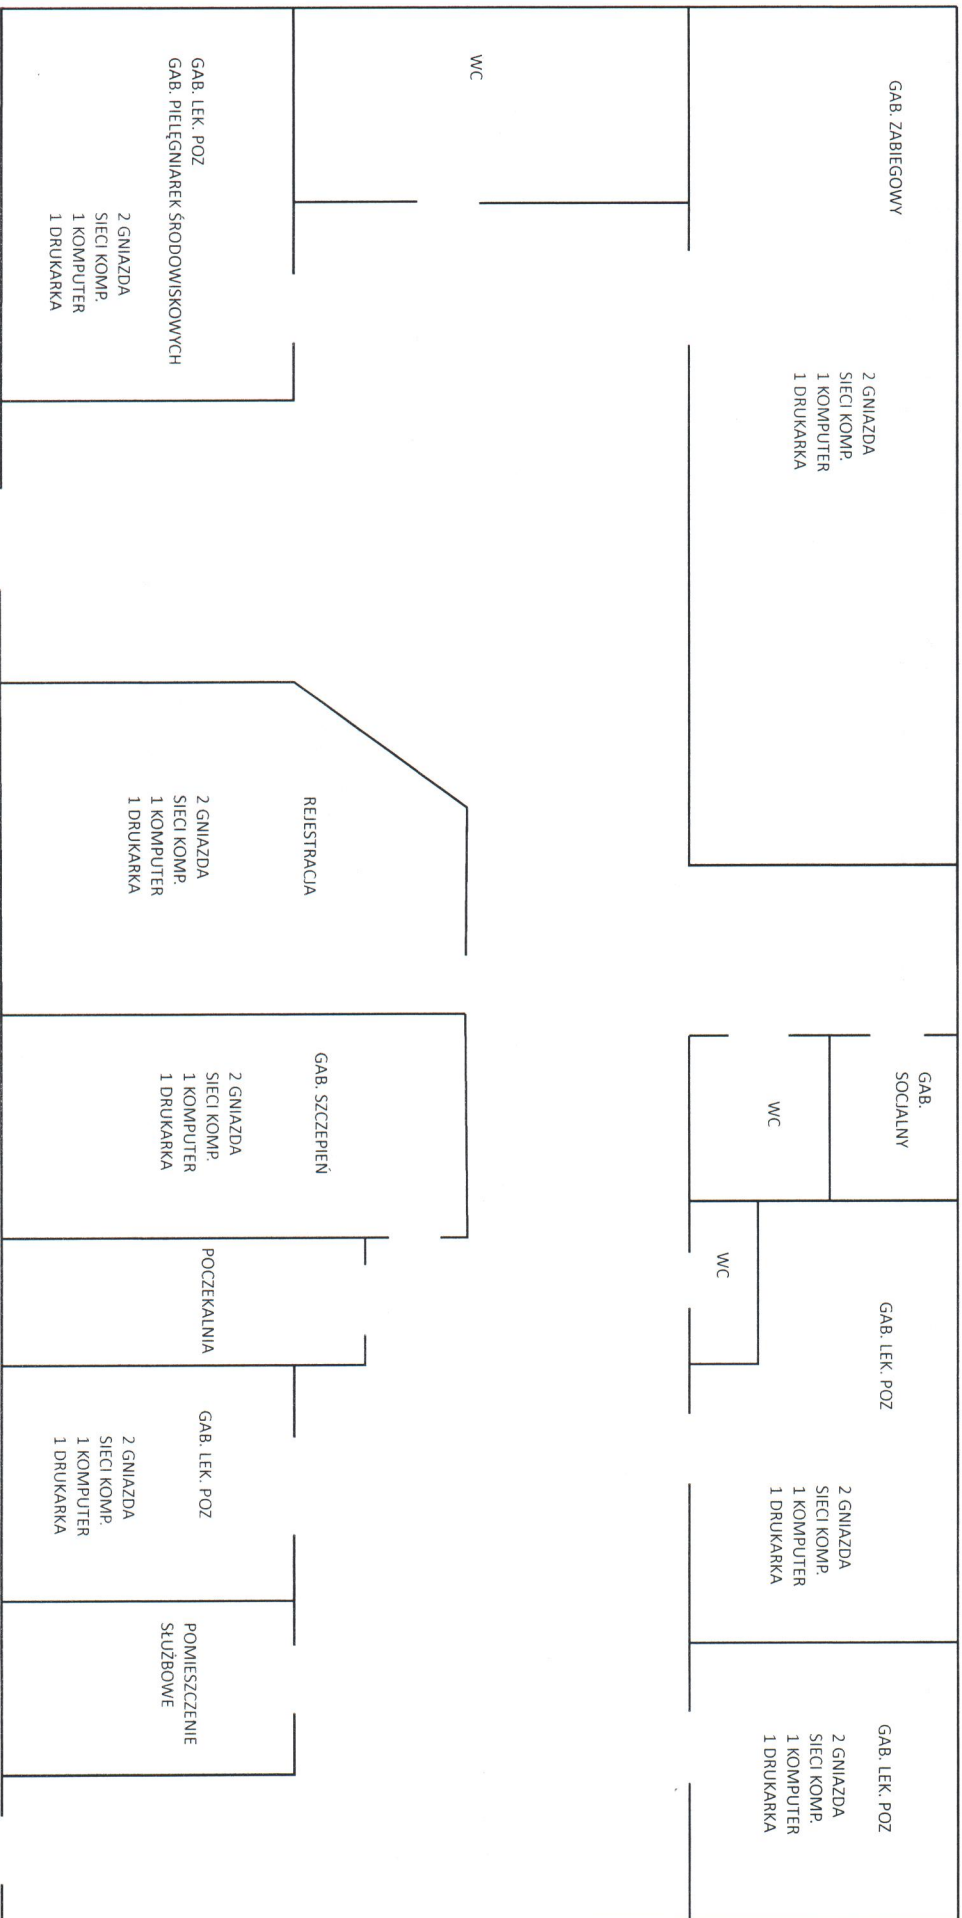 GAB. ZABIEGOWY
2 GNIAZDA
SIECI KOMP.
1 KOMPUTER
1 DRUKARKA
GAB.
SOCJALNY
WC
WC
GAB. LEK. POZ
2 GNIAZDA
SIECI KOMP.
1 KOMPUTER
1 DRUKARKA
GAB. LEK. POZ
2 GNIAZDA
SIECI KOMP.
1 KOMPUTER
1 DRUKARKA
WC
GAB. LEK. POZ
GAB. PIELĘGNIAREK ŚRODOWISKOWYCH
2 GNIAZDA
SIECI KOMP.
1 KOMPUTER
1 DRUKARKA
REJESTRACJA
2 GNIAZDA
SIECI KOMP.
1 KOMPUTER
1 DRUKARKA
GAB. SZCZEPIEŃ
2 GNIAZDA
SIECI KOMP.
1 KOMPUTER
1 DRUKARKA
POCZEKALNIA
GAB. LEK. POZ
2 GNIAZDA
SIECI KOMP.
1 KOMPUTER
1 DRUKARKA
POMIESZCZENIE
SŁUŻBOWE